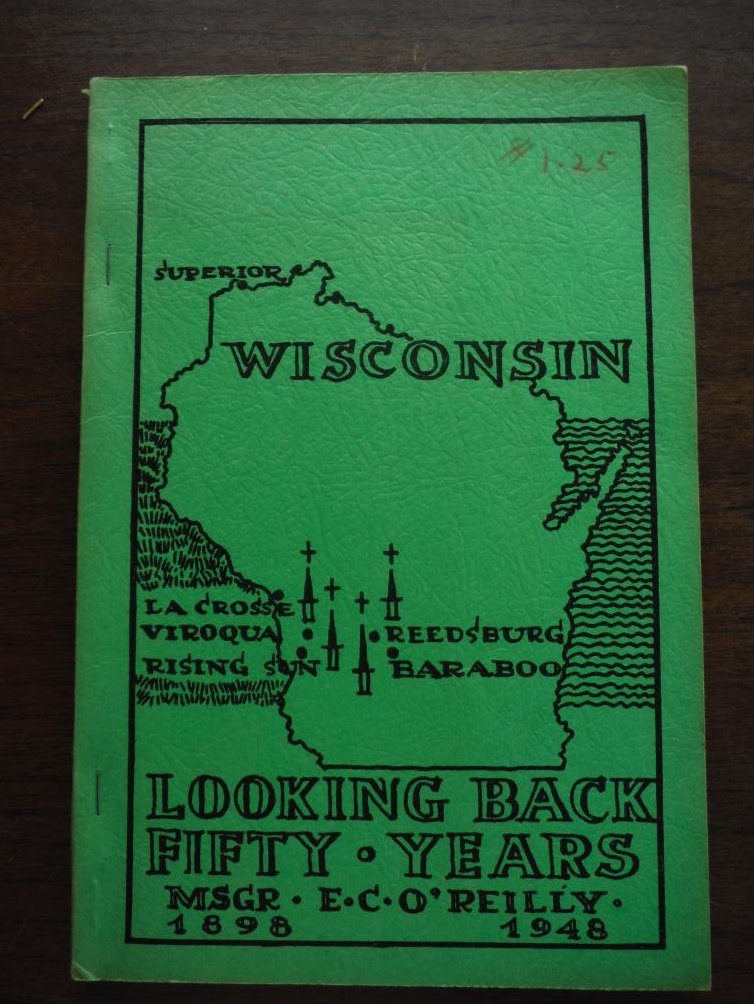 $1.25
SUPERIOR
WISCONSIN
LA CROSSE
VIROQUA REEDSBURG
RISING SUN BARABOO
LOOKING BACK
FIFTY · YEARS
MSGR · E·C·O'REILLY·
1898 1948